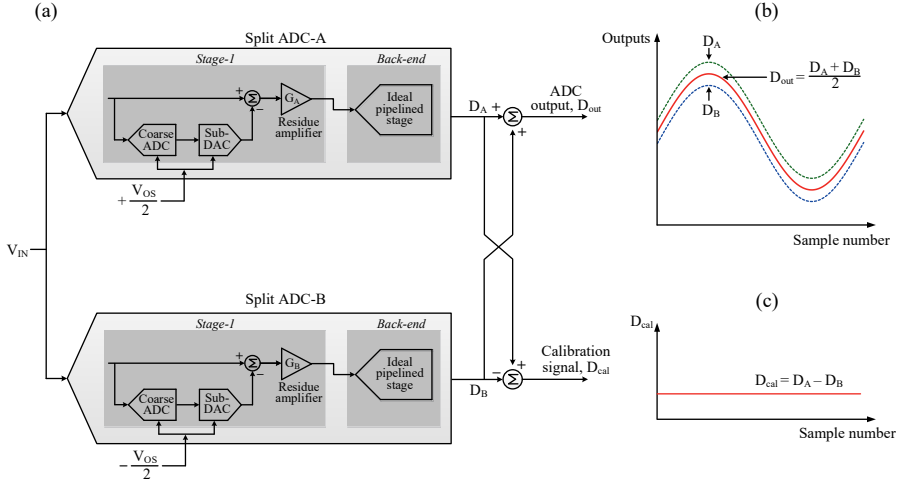 (a)
Split ADC-A
Stage-1
Back-end
+
Σ
−
G_A
Residue
amplifier
Coarse
ADC
Sub-
DAC
Ideal
pipelined
stage
+ V_OS/2
V_IN
D_A
+
Σ
+
ADC
output, D_out
Split ADC-B
Stage-1
Back-end
+
Σ
−
G_B
Residue
amplifier
Coarse
ADC
Sub-
DAC
Ideal
pipelined
stage
− V_OS/2
D_B
−
Σ
+
Calibration
signal, D_cal
(b)
Outputs
D_A
D_out = (D_A + D_B)/2
D_B
Sample number
(c)
D_cal
D_cal = D_A − D_B
Sample number